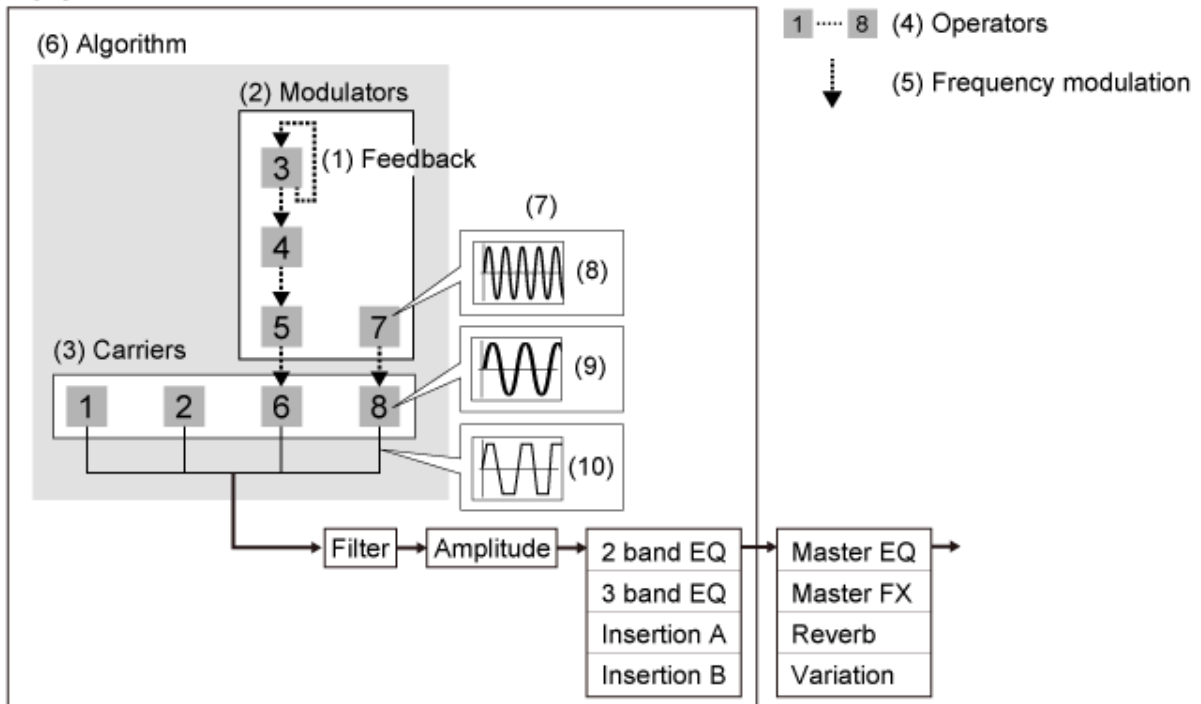 1 8 (4) Operators
(6) Algorithm
(5) Frequency modulation
(2) Modulators
3
(1) Feedback
4
(7)
(8)
5 7
(3) Carriers
(9)
1 2 6 8
(10)
Filter
Amplitude
2 band EQ
3 band EQ
Insertion A
Insertion B
Master EQ
Master FX
Reverb
Variation